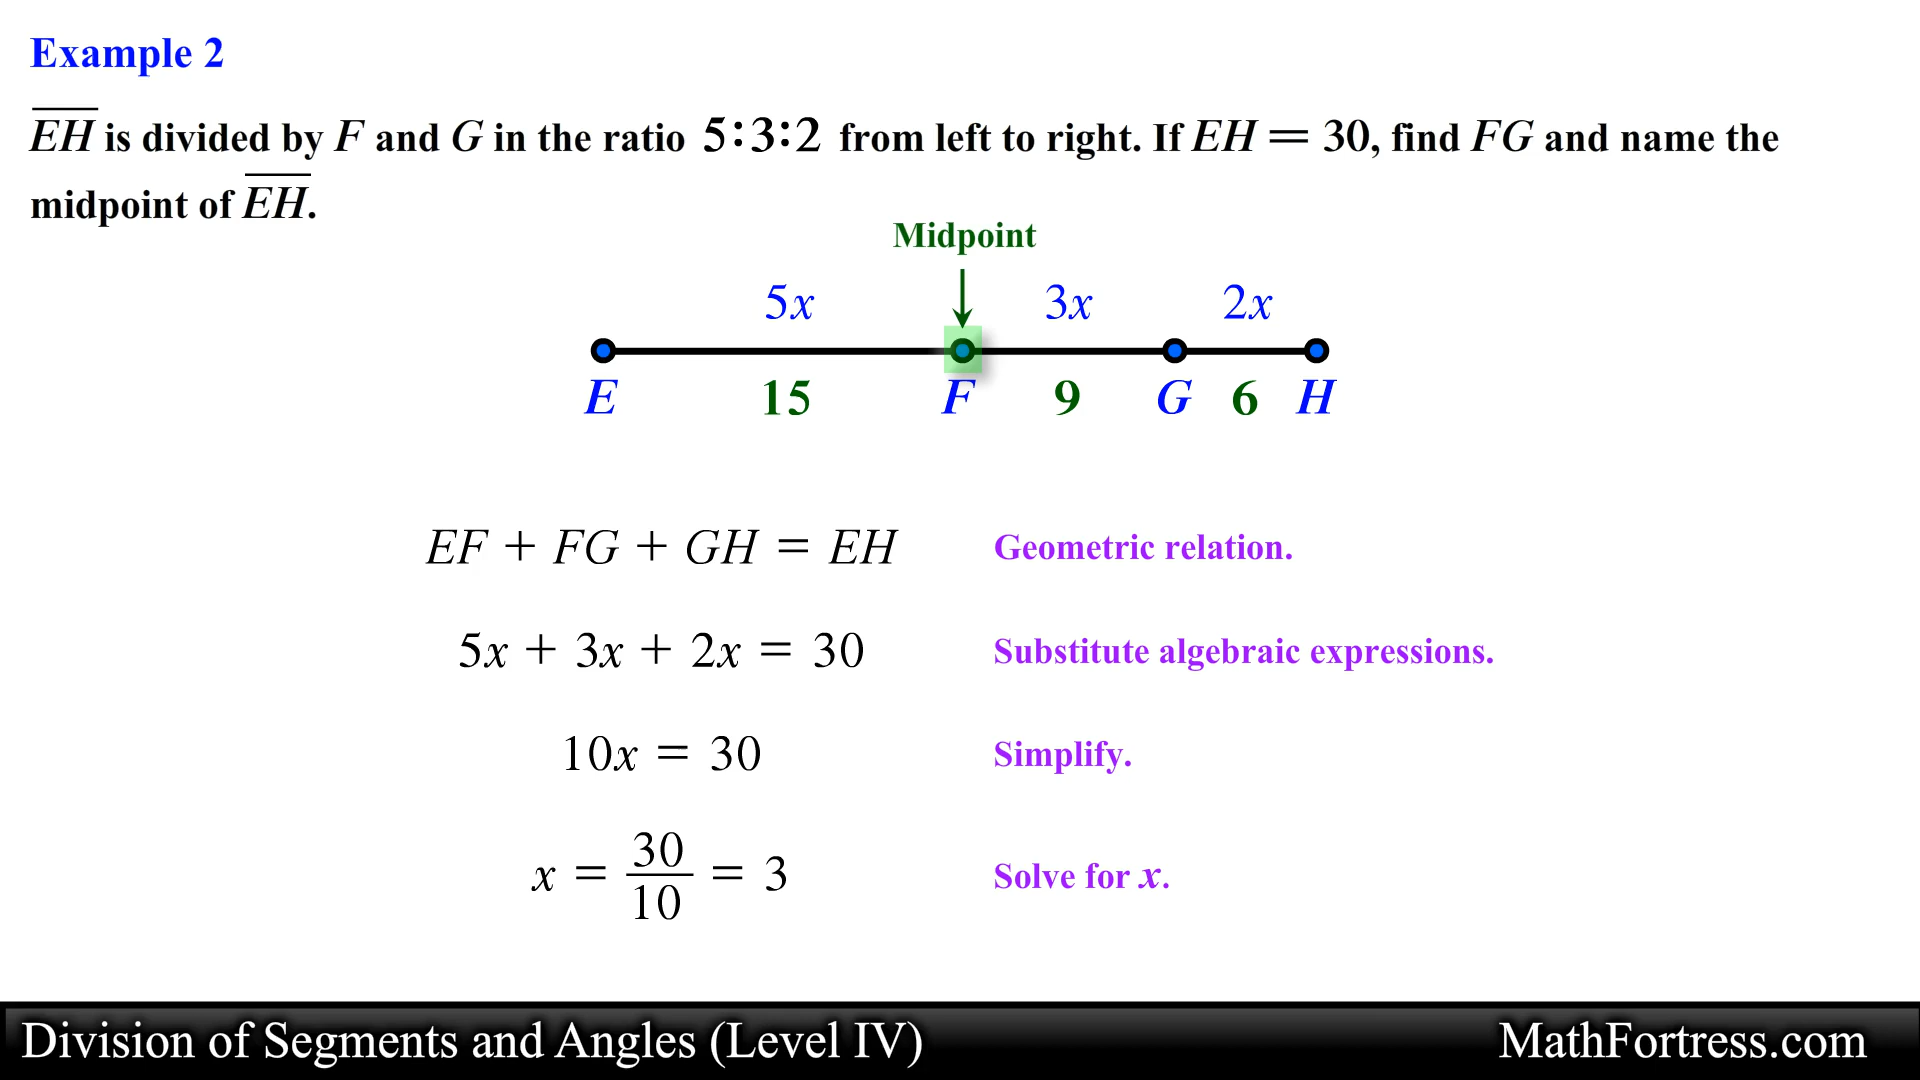 Example 2
EH is divided by F and G in the ratio 5:3:2 from left to right. If EH = 30, find FG and name the
midpoint of EH.
Midpoint
5x 3x 2x
E 15 F 9 G 6 H
EF + FG + GH = EH Geometric relation.
5x + 3x + 2x = 30 Substitute algebraic expressions.
10x = 30 Simplify.
x = 30/10 = 3 Solve for x.
Division of Segments and Angles (Level IV) MathFortress.com